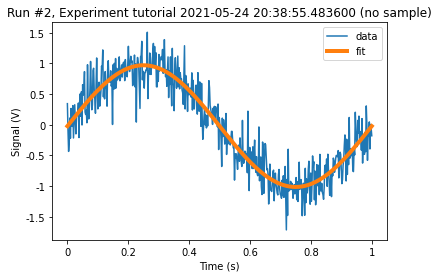 Run #2, Experiment tutorial 2021-05-24 20:38:55.483600 (no sample)
data
fit
1.5
1
0.5
0
-0.5
-1
-1.5
Signal (V)
0
0.2
0.4
0.6
0.8
1
Time (s)